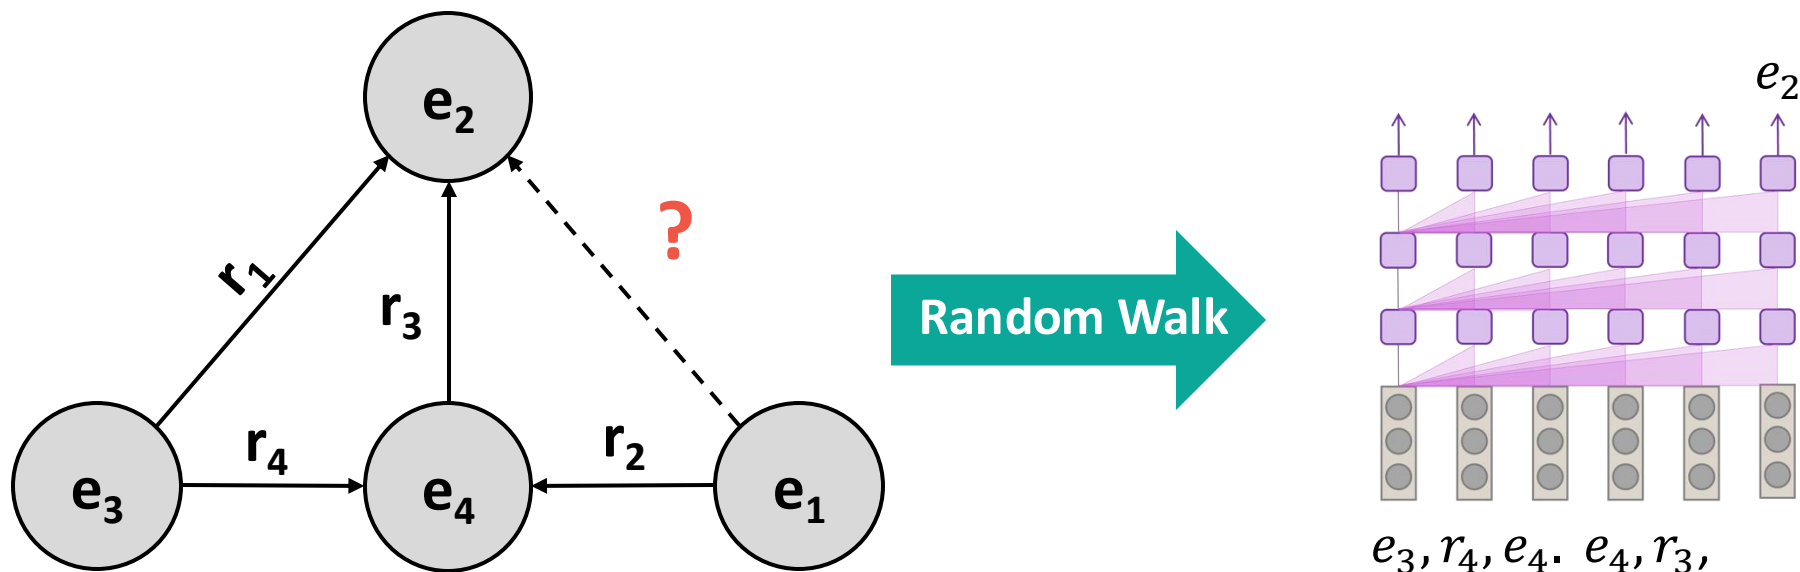 e₂
?
r₁
r₃
r₄
r₂
e₃
e₄
e₁
Random Walk
e₂
e₃, r₄, e₄. e₄, r₃,